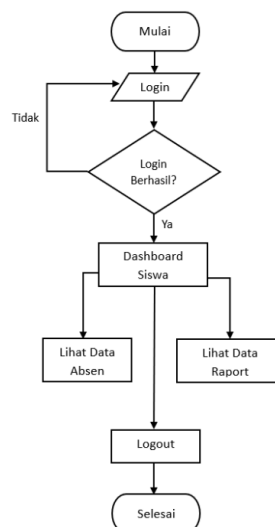 Mulai
Login
Tidak
Login
Berhasil?
Ya
Dashboard
Siswa
Lihat Data
Absen
Lihat Data
Raport
Logout
Selesai